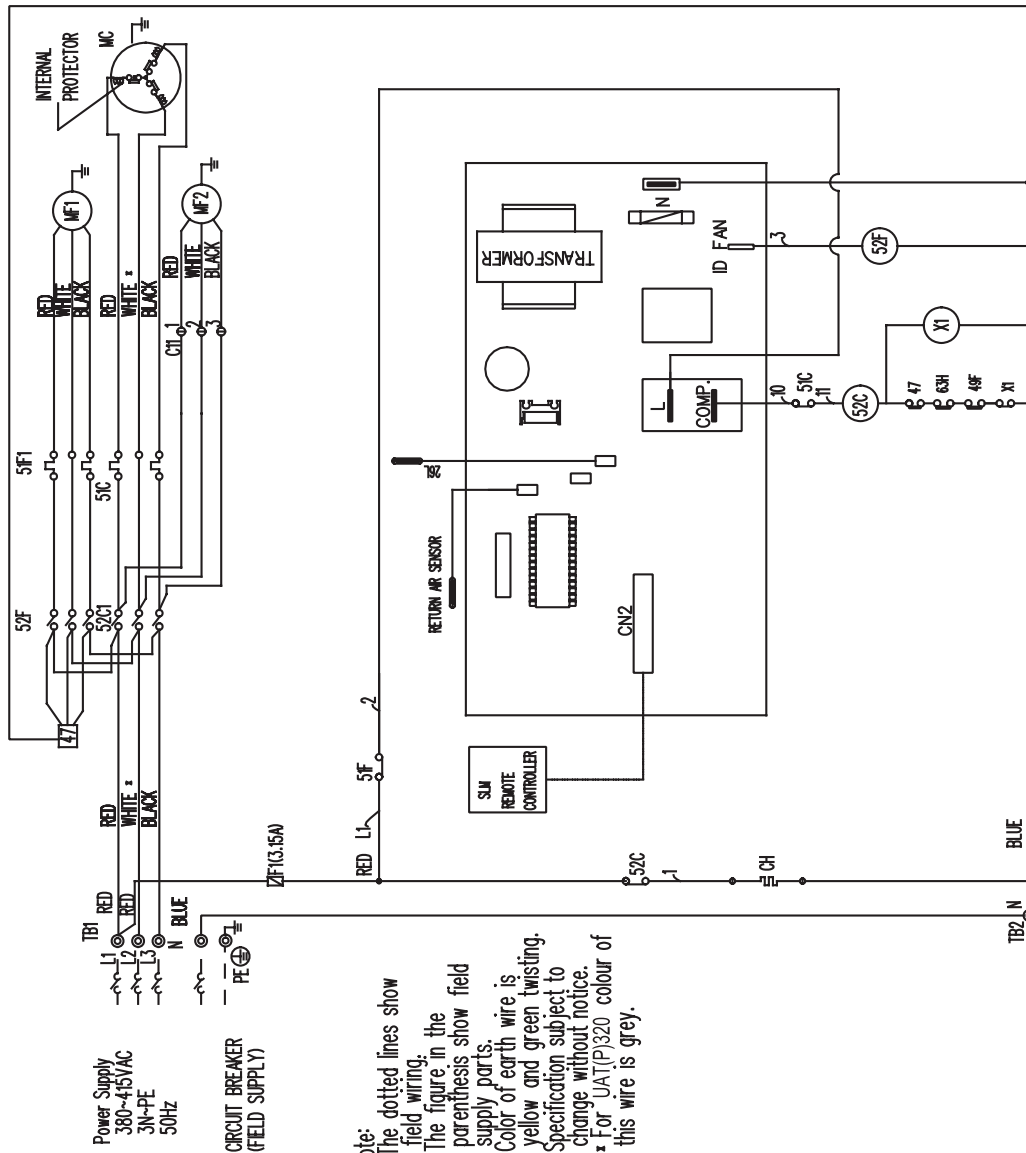 INTERNAL
PROTECTOR
MC
MF1
MF2
RED
WHITE
BLACK
RED
WHITE *
BLACK
RED
WHITE
BLACK
C11
1
2
3
51F1
51C
52F
52C1
47
RED
WHITE *
BLACK
TB1
RED
RED
BLUE
L1
L2
L3
N
PE
Power Supply
380~415VAC
3N~PE
50Hz
CIRCUIT BREAKER
(FIELD SUPPLY)
F1(3.15A)
RED
L1
51F
2
52C
1
CH
BLUE
TB2
N
SLM
REMOTE
CONTROLLER
CN2
RETURN AIR SENSOR
26L
TRANSFORMER
N
ID FAN
3
52F
L
COMP.
10
51C
11
52C
X1
47
63H
49F
X1
ote:
The dotted lines show
field wiring.
The figure in the
parenthesis show field
supply parts.
Color of earth wire is
yellow and green twisting.
Specification subject to
change without notice.
* For UAT(P)320 colour of
this wire is grey.